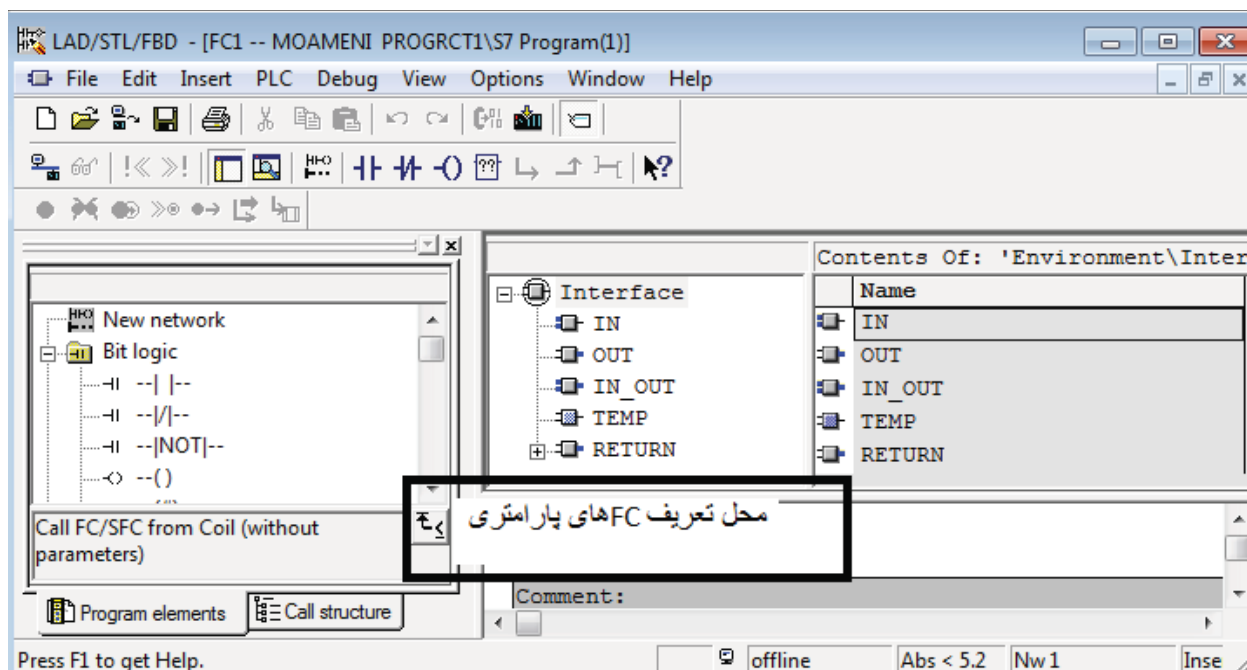 LAD/STL/FBD - [FC1 -- MOAMENI PROGRCT1\S7 Program(1)]
File Edit Insert PLC Debug View Options Window Help
Contents Of: 'Environment\Inter
Interface
IN
OUT
IN_OUT
TEMP
RETURN
Name
IN
OUT
IN_OUT
TEMP
RETURN
New network
Bit logic
--| |--
--|/|--
--|NOT|--
--( )
Call FC/SFC from Coil (without
parameters)
محل تعریف FCهای پارامتری
Comment:
Program elements Call structure
Press F1 to get Help. offline Abs < 5.2 Nw 1 Inse